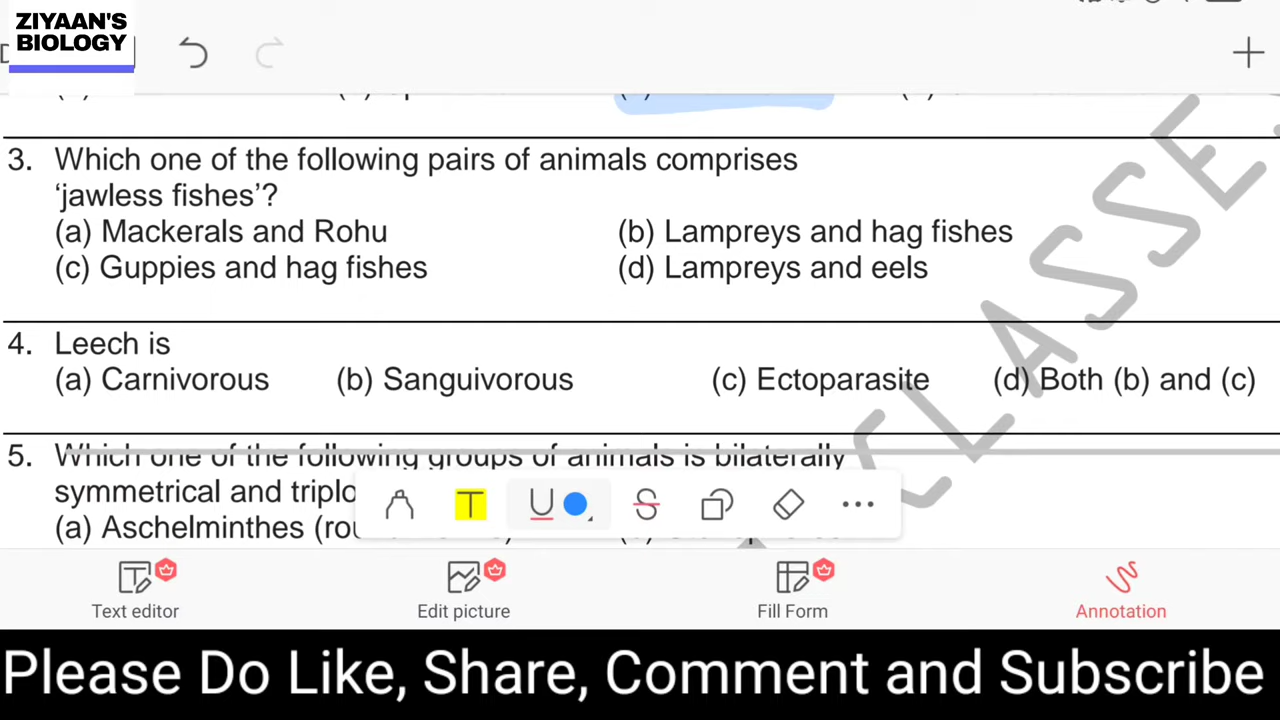 ZIYAAN'S
BIOLOGY
3. Which one of the following pairs of animals comprises
‘jawless fishes’?
(a) Mackerals and Rohu (b) Lampreys and hag fishes
(c) Guppies and hag fishes (d) Lampreys and eels
4. Leech is
(a) Carnivorous (b) Sanguivorous (c) Ectoparasite (d) Both (b) and (c)
5. Which one of the following groups of animals is bilaterally
symmetrical and
(a) Aschelminthes
CLASSE
T U S
Text editor Edit picture Fill Form Annotation
Please Do Like, Share, Comment and Subscribe